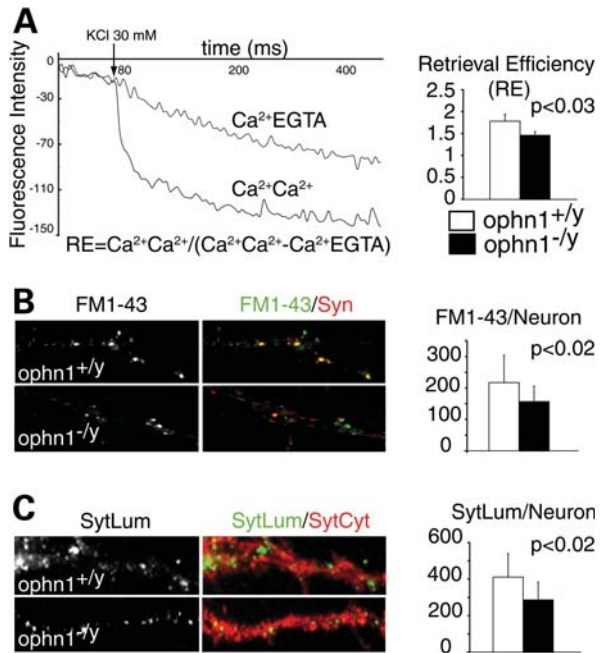 A
KCl 30 mM
time (ms)
0
80
200
400
-30
-70
-110
-150
Fluorescence Intensity
Ca²⁺EGTA
Ca²⁺Ca²⁺
RE=Ca²⁺Ca²⁺/(Ca²⁺Ca²⁺-Ca²⁺EGTA)
Retrieval Efficiency
(RE)
2.5
2
1.5
1
0.5
0
p<0.03
ophn1⁺/y
ophn1⁻/y
B
FM1-43
FM1-43/Syn
ophn1⁺/y
ophn1⁻/y
FM1-43/Neuron
300
200
100
0
p<0.02
C
SytLum
SytLum/SytCyt
ophn1⁺/y
ophn1⁻/y
SytLum/Neuron
600
400
200
0
p<0.02